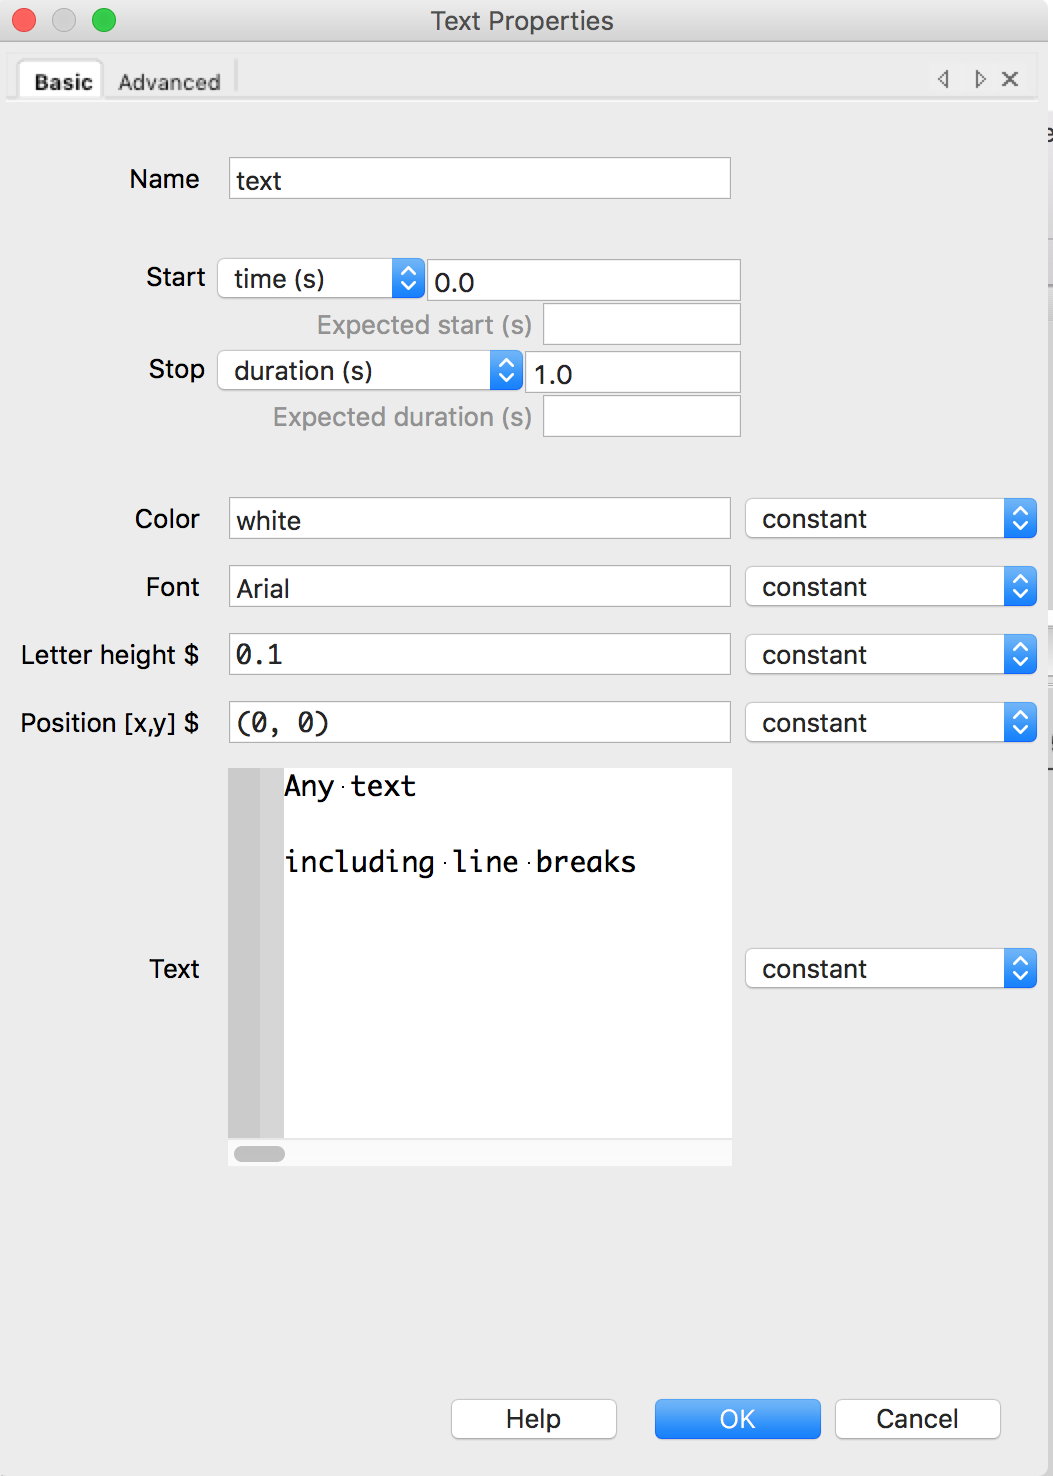 Text Properties
Basic Advanced
Name text
Start time (s) 0.0
Expected start (s)
Stop duration (s) 1.0
Expected duration (s)
Color white constant
Font Arial constant
Letter height $ 0.1 constant
Position [x,y] $ (0, 0) constant
Any text
including line breaks
Text constant
Help OK Cancel